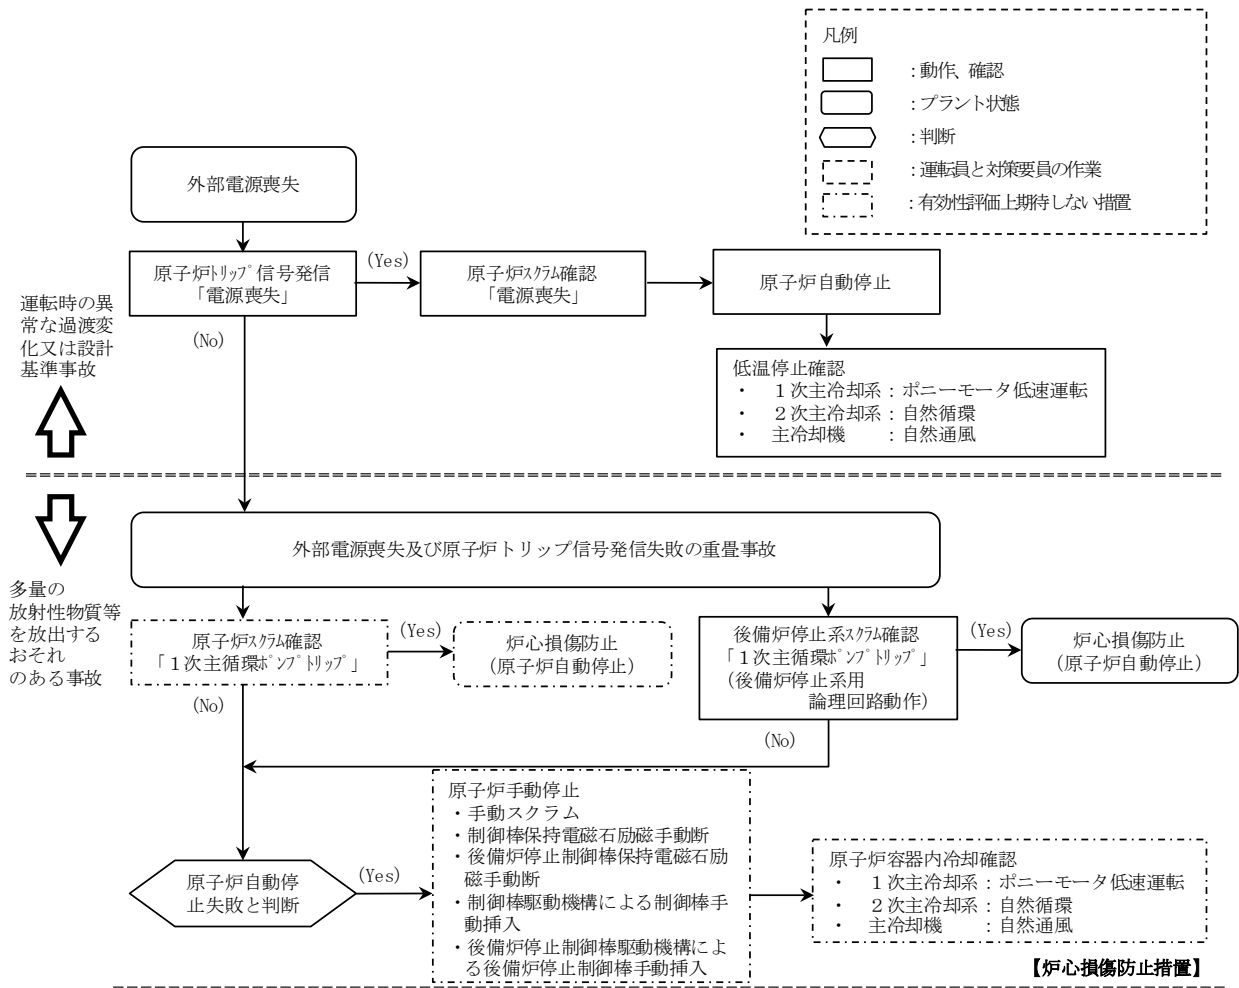 凡例
：動作、確認
：プラント状態
：判断
：運転員と対策要員の作業
：有効性評価上期待しない措置
外部電源喪失
原子炉ﾄﾘｯﾌﾟ信号発信
「電源喪失」
(Yes)
原子炉ｽｸﾗﾑ確認
「電源喪失」
原子炉自動停止
(No)
運転時の異
常な過渡変
化又は設計
基準事故
低温停止確認
・　１次主冷却系：ポニーモータ低速運転
・　２次主冷却系：自然循環
・　主冷却機　　：自然通風
外部電源喪失及び原子炉トリップ信号発信失敗の重畳事故
多量の
放射性物質等
を放出する
おそれ
のある事故
原子炉ｽｸﾗﾑ確認
「１次主循環ﾎﾟﾝﾌﾟﾄﾘｯﾌﾟ」
(Yes)
炉心損傷防止
（原子炉自動停止）
後備炉停止系ｽｸﾗﾑ確認
「１次主循環ﾎﾟﾝﾌﾟﾄﾘｯﾌﾟ」
（後備炉停止系用
論理回路動作）
(Yes)
炉心損傷防止
（原子炉自動停止）
(No)
(No)
原子炉自動停
止失敗と判断
(Yes)
原子炉手動停止
・手動スクラム
・制御棒保持電磁石励磁手動断
・後備炉停止制御棒保持電磁石励
磁手動断
・制御棒駆動機構による制御棒手
動挿入
・後備炉停止制御棒駆動機構によ
る後備炉停止制御棒手動挿入
原子炉容器内冷却確認
・　１次主冷却系：ポニーモータ低速運転
・　２次主冷却系：自然循環
・　主冷却機　　：自然通風
【炉心損傷防止措置】